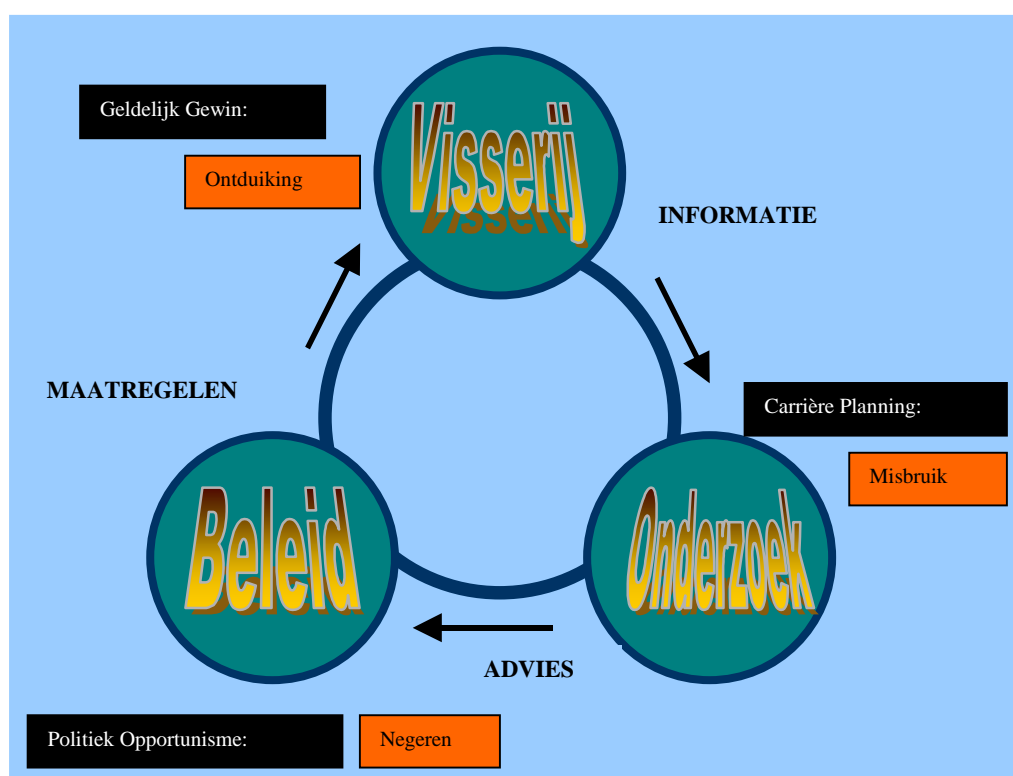 Geldelijk Gewin:
Ontduiking
Visserij
INFORMATIE
MAATREGELEN
Carrière Planning:
Misbruik
Beleid
Onderzoek
ADVIES
Politiek Opportunisme:
Negeren